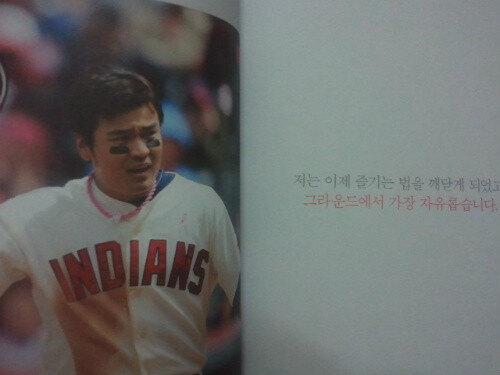 INDIANS
저는 이제 즐기는 법을 깨닫게 되었고
그라운드에서 가장 자유롭습니다.